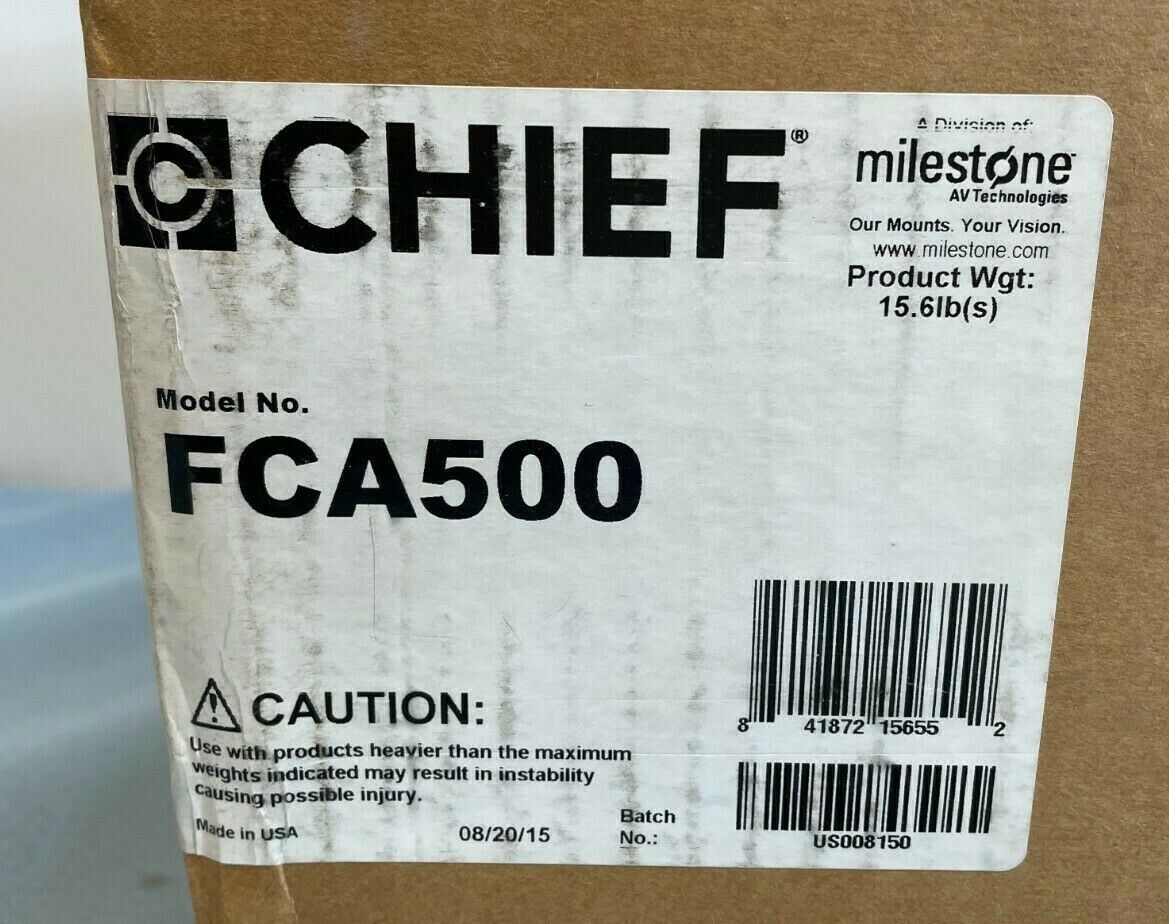 CHIEF®
A Division of:
milestone™
AV Technologies
Our Mounts. Your Vision.
www.milestone.com
Product Wgt:
15.6lb(s)
Model No.
FCA500
CAUTION:
Use with products heavier than the maximum
weights indicated may result in instability
causing possible injury.
8 41872 15655 2
Made in USA
08/20/15
Batch
No.:
US008150